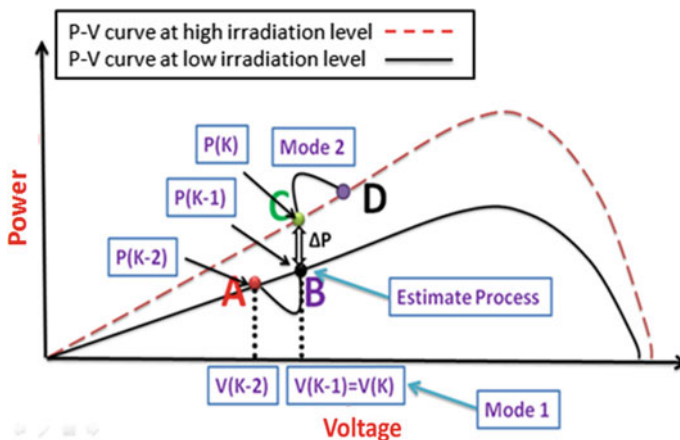 P-V curve at high irradiation level
P-V curve at low irradiation level
Power
P(K)
Mode 2
P(K-1)
C
D
ΔP
P(K-2)
A
B
Estimate Process
V(K-2)
V(K-1)=V(K)
Mode 1
Voltage